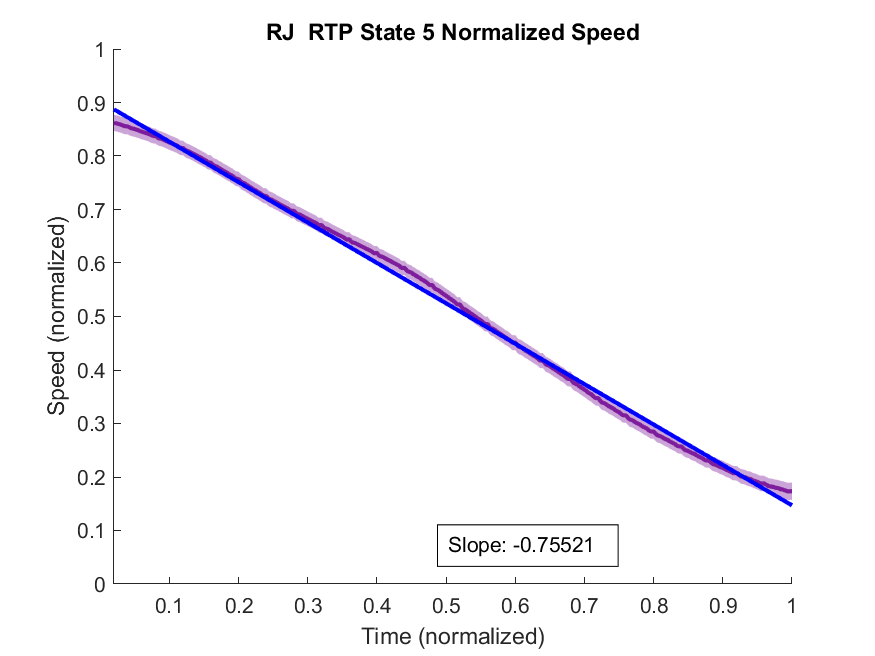 RJ  RTP State 5 Normalized Speed
1
0.9
0.8
0.7
0.6
0.5
0.4
0.3
0.2
0.1
0
Speed (normalized)
Slope: -0.75521
0.1 0.2 0.3 0.4 0.5 0.6 0.7 0.8 0.9 1
Time (normalized)